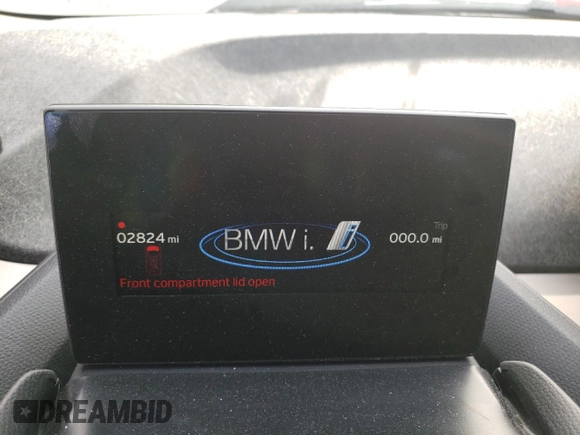 Trip
02824 mi
BMW i.
i
000.0 mi
Front compartment lid open
DREAMBID